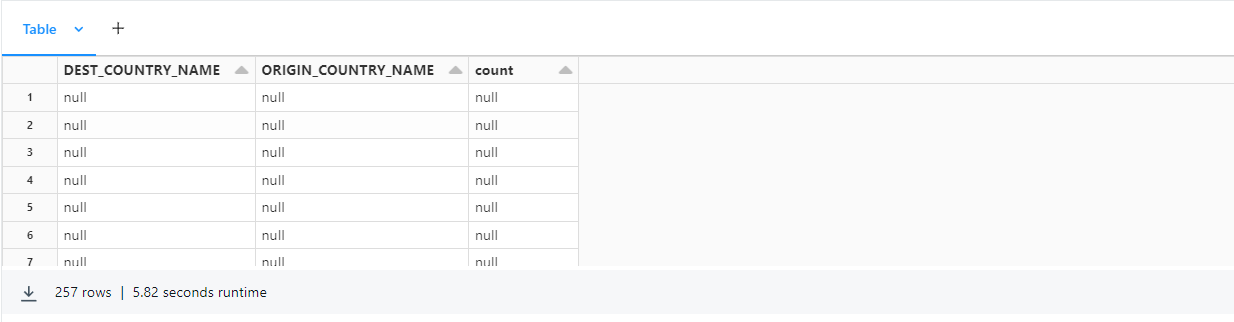 Table +
DEST_COUNTRY_NAME ORIGIN_COUNTRY_NAME count
1 null null null
2 null null null
3 null null null
4 null null null
5 null null null
6 null null null
7 null null null
257 rows | 5.82 seconds runtime